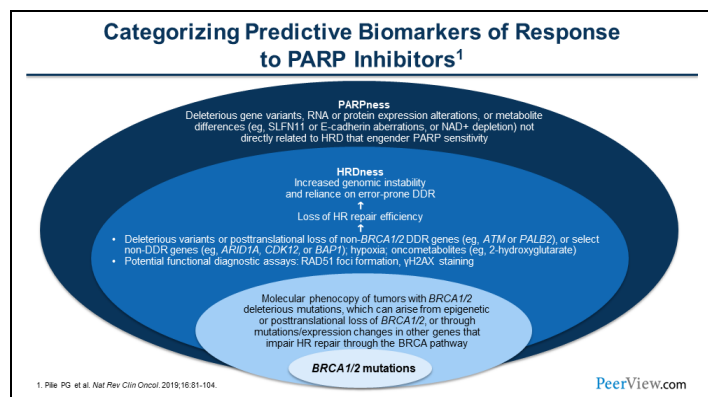 Categorizing Predictive Biomarkers of Response
to PARP Inhibitors1
PARPness
Deleterious gene variants, RNA or protein expression alterations, or metabolite
differences (eg, SLFN11 or E-cadherin aberrations, or NAD+ depletion) not
directly related to HRD that engender PARP sensitivity
HRDness
Increased genomic instability
and reliance on error-prone DDR
↑
Loss of HR repair efficiency
↑
• Deleterious variants or posttranslational loss of non-BRCA1/2 DDR genes (eg, ATM or PALB2), or select
non-DDR genes (eg, ARID1A, CDK12, or BAP1); hypoxia; oncometabolites (eg, 2-hydroxyglutarate)
• Potential functional diagnostic assays: RAD51 foci formation, γH2AX staining
Molecular phenocopy of tumors with BRCA1/2
deleterious mutations, which can arise from epigenetic
or posttranslational loss of BRCA1/2, or through
mutations/expression changes in other genes that
impair HR repair through the BRCA pathway
BRCA1/2 mutations
1. Pilie PG et al. Nat Rev Clin Oncol. 2019;16:81-104.
PeerView.com